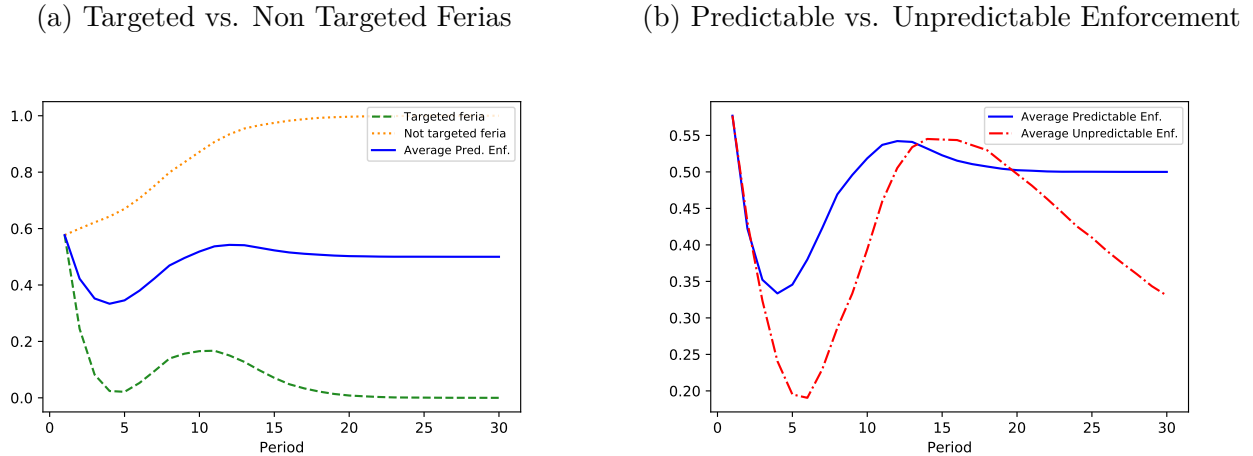 (a) Targeted vs. Non Targeted Ferias
1.0
0.8
0.6
0.4
0.2
0.0
Targeted feria
Not targeted feria
Average Pred. Enf.
0 5 10 15 20 25 30
Period
(b) Predictable vs. Unpredictable Enforcement
0.55
0.50
0.45
0.40
0.35
0.30
0.25
0.20
Average Predictable Enf.
Average Unpredictable Enf.
0 5 10 15 20 25 30
Period